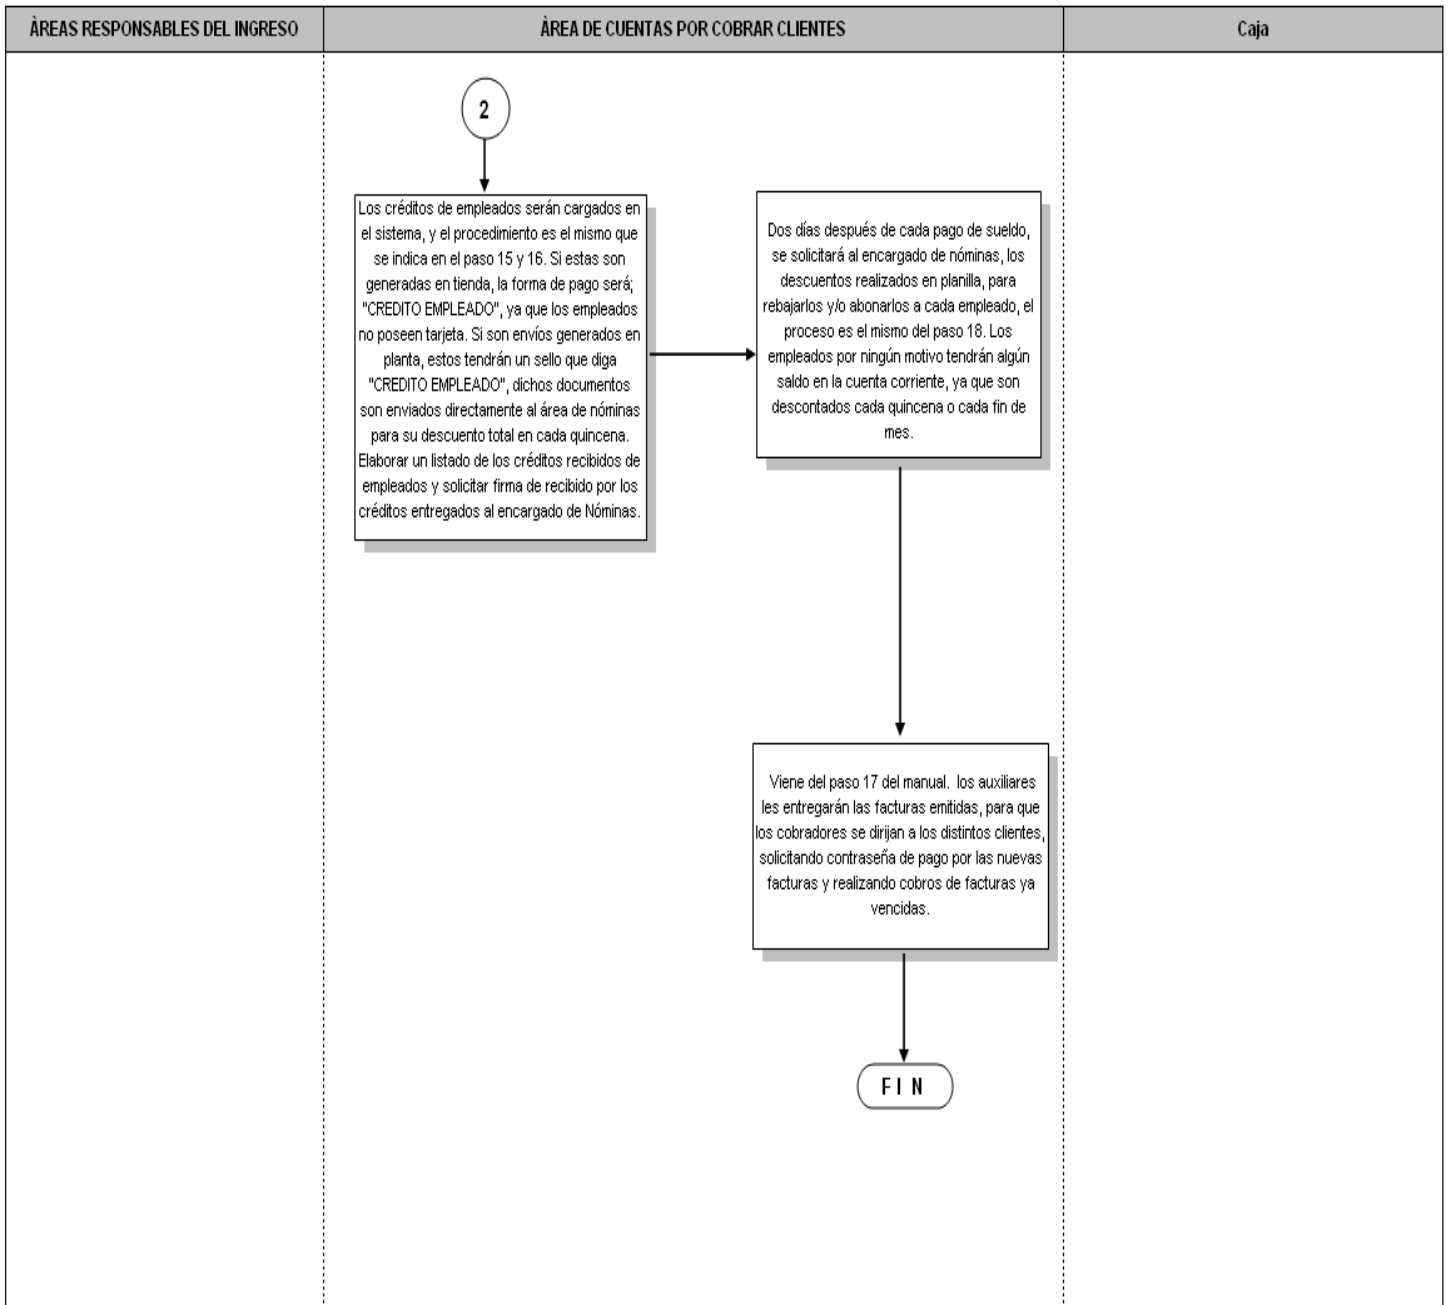 ÀREAS RESPONSABLES DEL INGRESO
ÀREA DE CUENTAS POR COBRAR CLIENTES
Caja
2
Los créditos de empleados serán cargados en
el sistema, y el procedimiento es el mismo que
se indica en el paso 15 y 16. Si estas son
generadas en tienda, la forma de pago será;
"CREDITO EMPLEADO", ya que los empleados
no poseen tarjeta. Si son envíos generados en
planta, estos tendrán un sello que diga
"CREDITO EMPLEADO", dichos documentos
son enviados directamente al área de nóminas
para su descuento total en cada quincena.
Elaborar un listado de los créditos recibidos de
empleados y solicitar firma de recibido por los
créditos entregados al encargado de Nóminas.
Dos días después de cada pago de sueldo,
se solicitará al encargado de nóminas, los
descuentos realizados en planilla, para
rebajarlos y/o abonarlos a cada empleado, el
proceso es el mismo del paso 18. Los
empleados por ningún motivo tendrán algún
saldo en la cuenta corriente, ya que son
descontados cada quincena o cada fin de
mes.
Viene del paso 17 del manual. los auxiliares
les entregarán las facturas emitidas, para que
los cobradores se dirijan a los distintos clientes,
solicitando contraseña de pago por las nuevas
facturas y realizando cobros de facturas ya
vencidas.
F I N